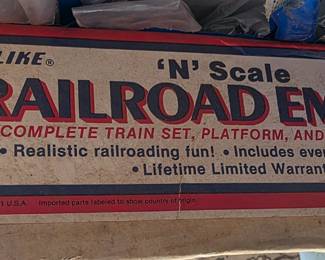 LIKE®
'N' Scale
RAILROAD EM
COMPLETE TRAIN SET, PLATFORM, AND
• Realistic railroading fun! • Includes ever
• Lifetime Limited Warrant
U.S.A. Imported parts labeled to show country of origin